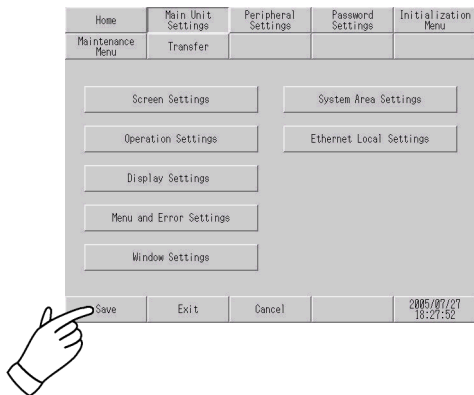 Home
Main Unit
Settings
Peripheral
Settings
Password
Settings
Initialization
Menu
Maintenance
Menu
Transfer
Screen Settings
System Area Settings
Operation Settings
Ethernet Local Settings
Display Settings
Menu and Error Settings
Window Settings
Save
Exit
Cancel
2005/07/27
18:27:52